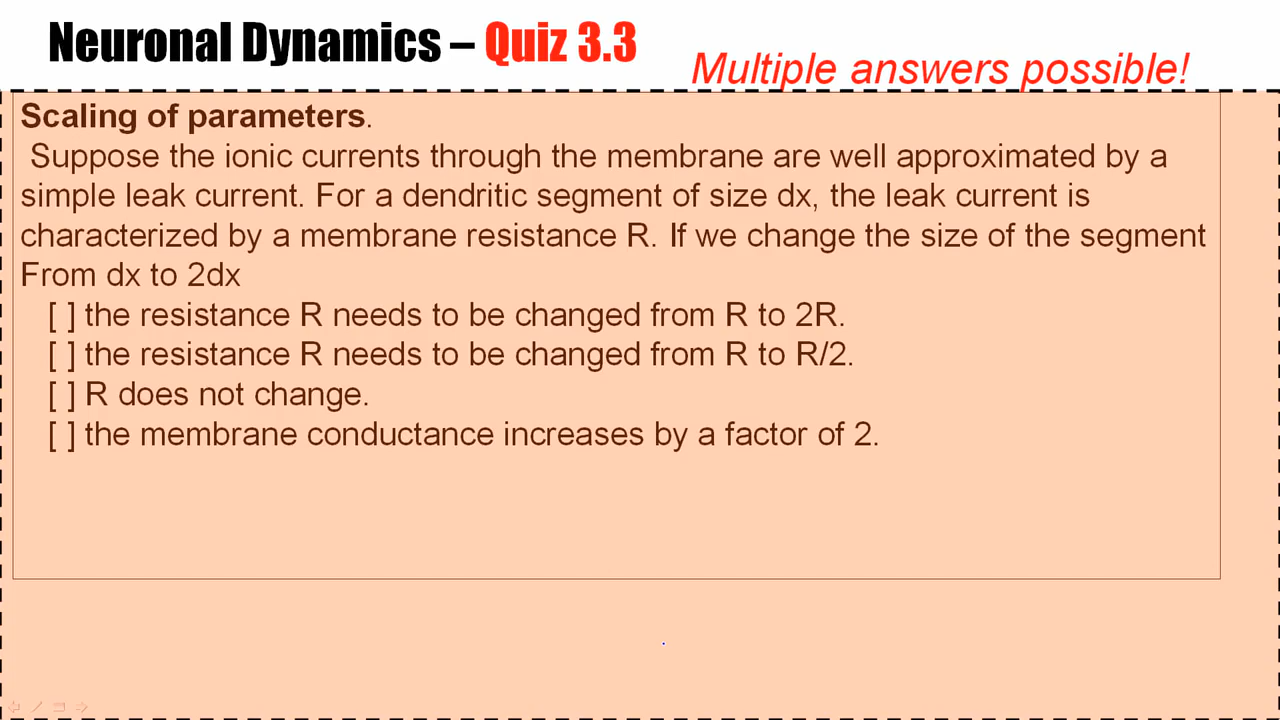 Neuronal Dynamics – Quiz 3.3
Multiple answers possible!
Scaling of parameters.
Suppose the ionic currents through the membrane are well approximated by a
simple leak current. For a dendritic segment of size dx, the leak current is
characterized by a membrane resistance R. If we change the size of the segment
From dx to 2dx
[ ] the resistance R needs to be changed from R to 2R.
[ ] the resistance R needs to be changed from R to R/2.
[ ] R does not change.
[ ] the membrane conductance increases by a factor of 2.